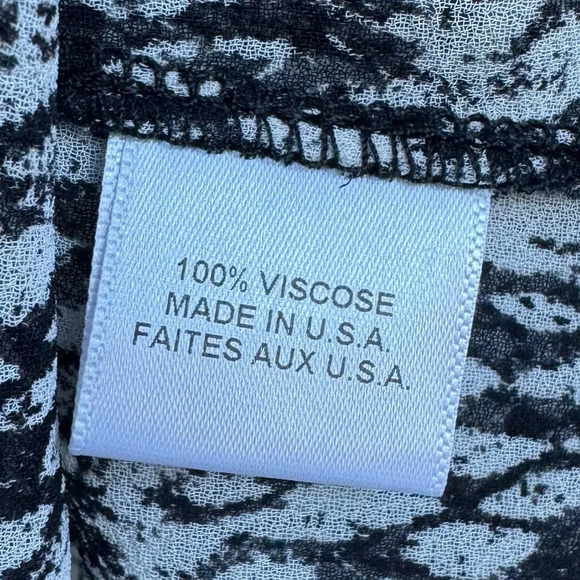 100% VISCOSE
MADE IN U.S.A.
FAITES AUX U.S.A.